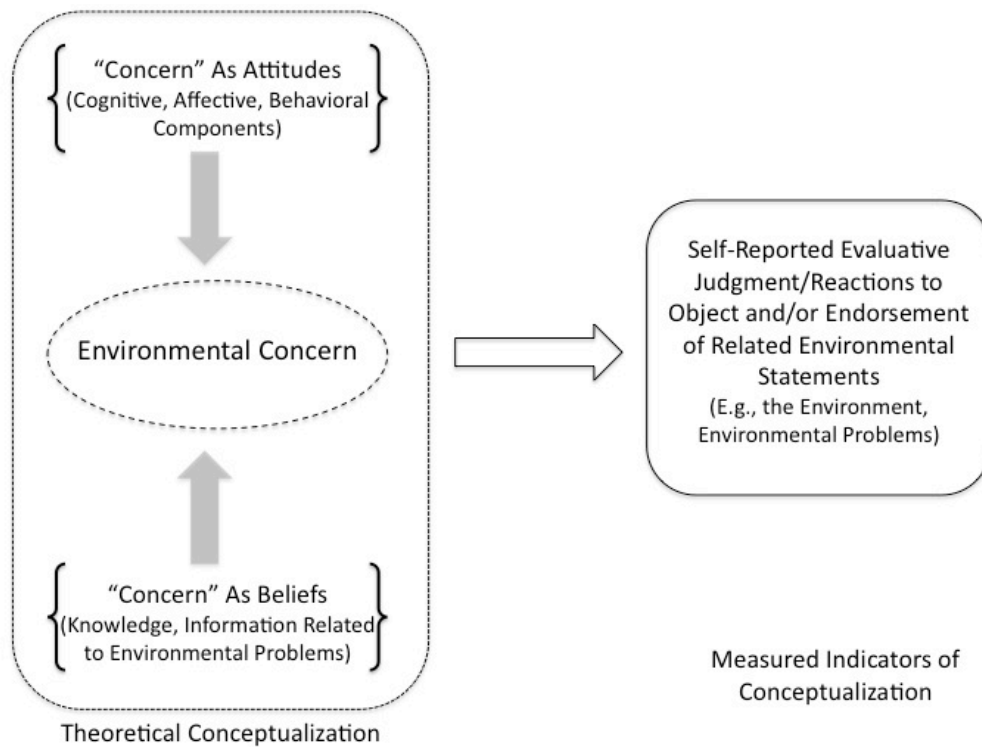 “Concern” As Attitudes
(Cognitive, Affective, Behavioral
Components)
Environmental Concern
“Concern” As Beliefs
(Knowledge, Information Related
to Environmental Problems)
Theoretical Conceptualization
Self-Reported Evaluative
Judgment/Reactions to
Object and/or Endorsement
of Related Environmental
Statements
(E.g., the Environment,
Environmental Problems)
Measured Indicators of
Conceptualization